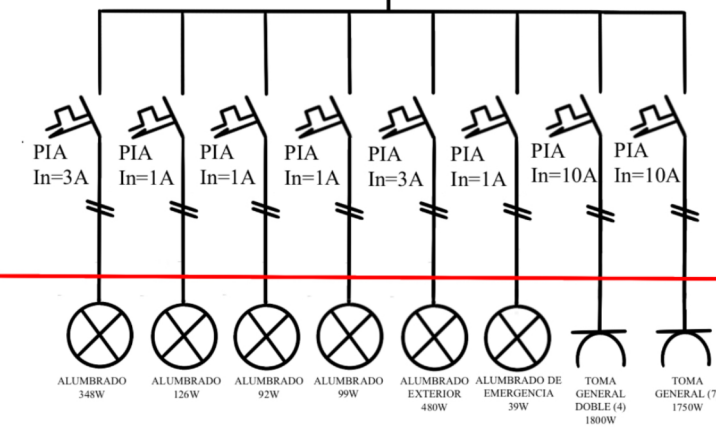 PIA
In=3A
PIA
In=1A
PIA
In=1A
PIA
In=1A
PIA
In=3A
PIA
In=1A
PIA
In=10A
PIA
In=10A
ALUMBRADO
348W
ALUMBRADO
126W
ALUMBRADO
92W
ALUMBRADO
99W
ALUMBRADO
EXTERIOR
480W
ALUMBRADO DE
EMERGENCIA
39W
TOMA
GENERAL
DOBLE (4)
1800W
TOMA
GENERAL (7
1750W